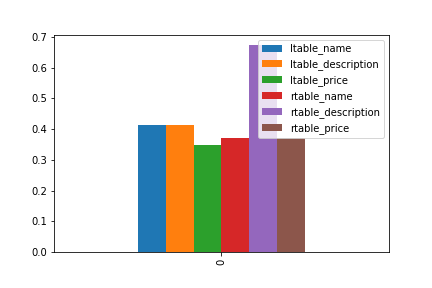 0.7
0.6
0.5
0.4
0.3
0.2
0.1
0.0
0
ltable_name
ltable_description
ltable_price
rtable_name
rtable_description
rtable_price